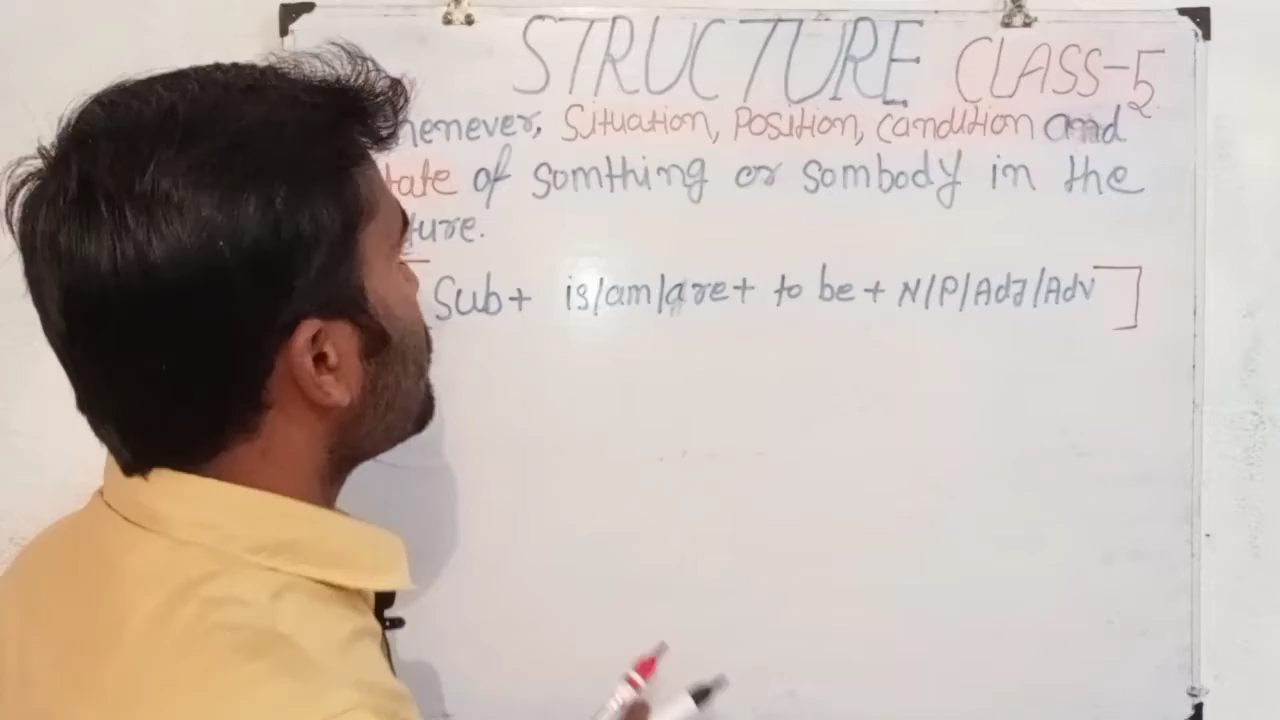 STRUCTURE CLASS-5
henever, Situation, Position, Candition and
tate of somthing or sombody in the
ture.
Sub+ is/am/are+ to be + N/P/Adj/Adv ]